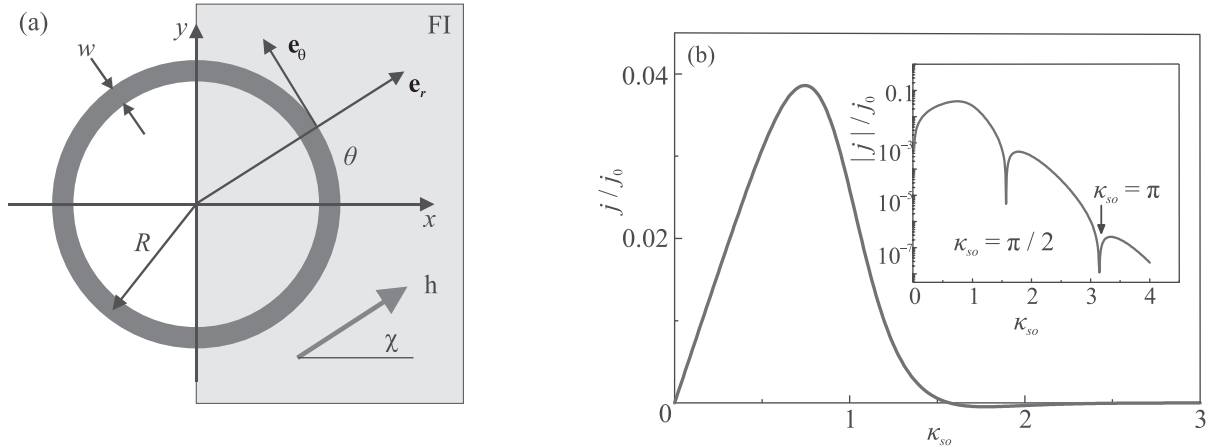 (a)
FI
y
w
e_θ
e_r
θ
x
R
h
χ
(b)
0.04
0.02
0
j / j_0
0
1
2
3
κ_so
|j| / j_0
0.1
10^-3
10^-5
10^-7
κ_so = π
κ_so = π / 2
0 1 2 3 4
κ_so